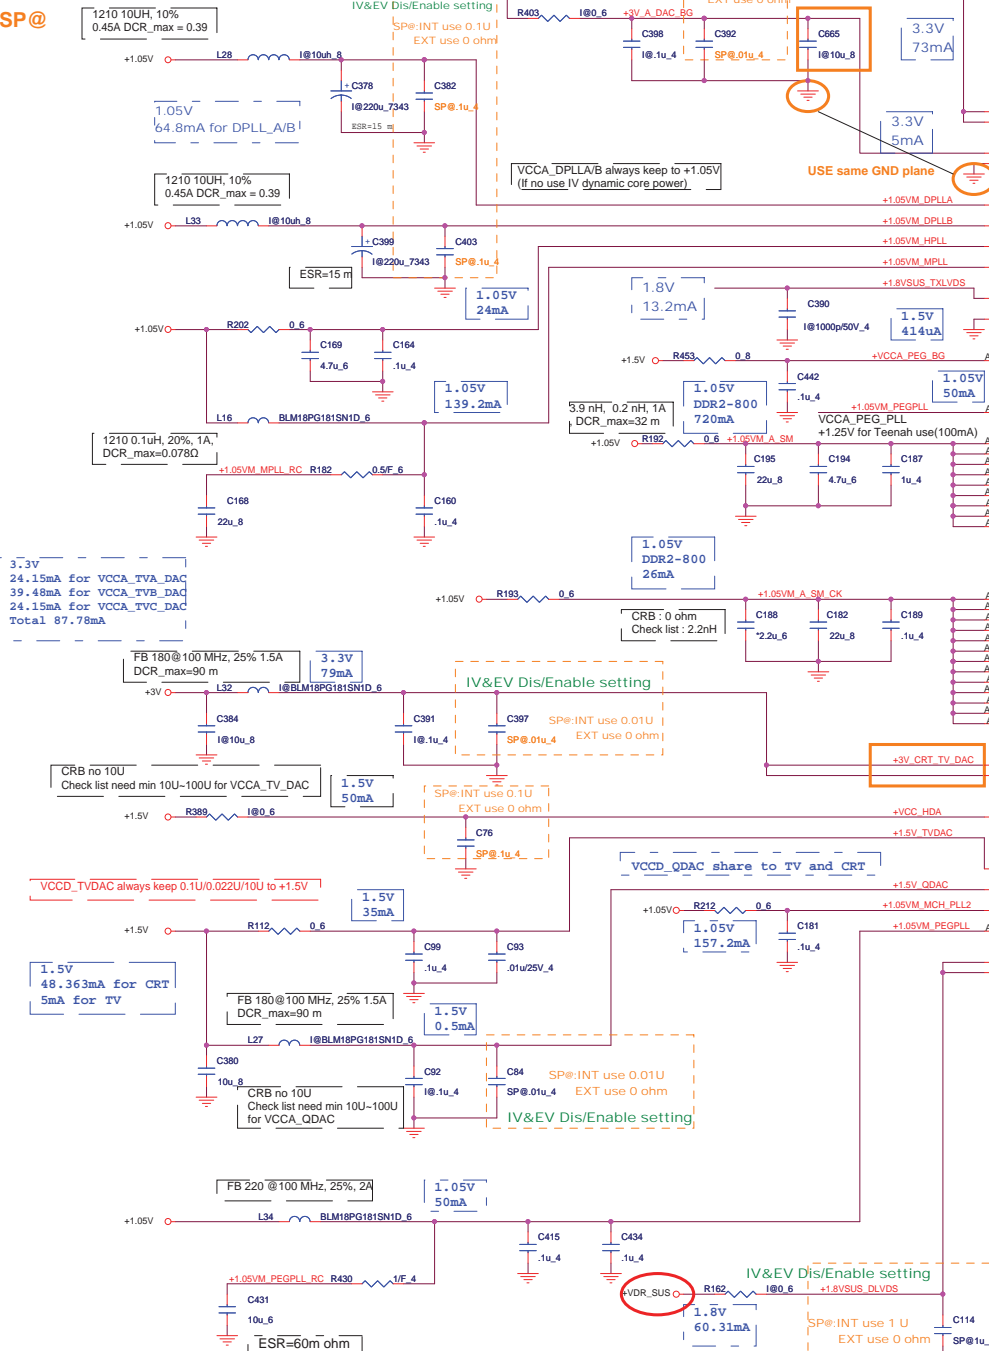 SP@
1210 10UH, 10%
0.45A DCR_max = 0.39
+1.05V
L28
I@10uh_8
+C378
I@220u_7343
ESR=15 m
C382
SP@.1u_4
IV&EV Dis/Enable setting
SP@:INT use 0.1U
EXT use 0 ohm
1.05V
64.8mA for DPLL_A/B
R403
I@0_6
+3V_A_DAC_BG
C398
I@.1u_4
C392
SP@.01u_4
C665
I@10u_8
3.3V
73mA
3.3V
5mA
USE same GND plane
VCCA_DPLLA/B always keep to +1.05V
(If no use IV dynamic core power)
1210 10UH, 10%
0.45A DCR_max = 0.39
+1.05V
L33
I@10uh_8
+C399
I@220u_7343
C403
SP@.1u_4
ESR=15 m
+1.05VM_DPLLA
+1.05VM_DPLLB
+1.05VM_HPLL
+1.05VM_MPLL
+1.8VSUS_TXLVDS
1.05V
24mA
1.8V
13.2mA
C390
I@1000p/50V_4
1.5V
414uA
+1.05V
R202
0_6
C169
4.7u_6
C164
.1u_4
+1.5V
R453
0_8
+VCCA_PEG_BG
C442
.1u_4
1.05V
50mA
1.05V
139.2mA
L16
BLM18PG181SN1D_6
1210 0.1uH, 20%, 1A,
DCR_max=0.078Ω
+1.05VM_MPLL_RC
R182
0.5/F_6
C168
22u_8
C160
.1u_4
3.9 nH, 0.2 nH, 1A
DCR_max=32 m
1.05V
DDR2-800
720mA
+1.05VM_PEGPLL
VCCA_PEG_PLL
+1.25V for Teenah use(100mA)
+1.05V
R192
0_6
+1.05VM_A_SM
C195
22u_8
C194
4.7u_6
C187
1u_4
3.3V
24.15mA for VCCA_TVA_DAC
39.48mA for VCCA_TVB_DAC
24.15mA for VCCA_TVC_DAC
Total 87.78mA
1.05V
DDR2-800
26mA
+1.05V
R193
0_6
+1.05VM_A_SM_CK
CRB : 0 ohm
Check list : 2.2nH
C188
*2.2u_6
C182
22u_8
C189
.1u_4
FB 180@100 MHz, 25% 1.5A
DCR_max=90 m
3.3V
79mA
+3V
L32
I@BLM18PG181SN1D_6
C384
I@10u_8
C391
I@.1u_4
C397
SP@.01u_4
IV&EV Dis/Enable setting
SP@:INT use 0.01U
EXT use 0 ohm
+3V_CRT_TV_DAC
CRB no 10U
Check list need min 10U~100U for VCCA_TV_DAC
1.5V
50mA
SP@:INT use 0.1U
EXT use 0 ohm
+1.5V
R389
I@0_6
+VCC_HDA
C76
SP@.1u_4
+1.5V_TVDAC
VCCD_QDAC share to TV and CRT
VCCD_TVDAC always keep 0.1U/0.022U/10U to +1.5V
1.5V
35mA
+1.5V_QDAC
+1.5V
R112
0_6
C99
.1u_4
C93
.01u/25V_4
+1.05V
R212
0_6
+1.05VM_MCH_PLL2
+1.05VM_PEGPLL
1.05V
157.2mA
C181
.1u_4
1.5V
48.363mA for CRT
5mA for TV
FB 180@100 MHz, 25% 1.5A
DCR_max=90 m
1.5V
0.5mA
L27
I@BLM18PG181SN1D_6
C380
10u_8
C92
I@.1u_4
C84
SP@.01u_4
SP@:INT use 0.01U
EXT use 0 ohm
IV&EV Dis/Enable setting
CRB no 10U
Check list need min 10U~100U
for VCCA_QDAC
FB 220 @100 MHz, 25%, 2A
1.05V
50mA
+1.05V
L34
BLM18PG181SN1D_6
C415
.1u_4
C434
.1u_4
+1.05VM_PEGPLL_RC
R430
1/F_4
C431
10u_6
ESR=60m ohm
IV&EV Dis/Enable setting
+VDR_SUS
R162
I@0_6
+1.8VSUS_DLVDS
1.8V
60.31mA
SP@:INT use 1 U
EXT use 0 ohm
C114
SP@1u_